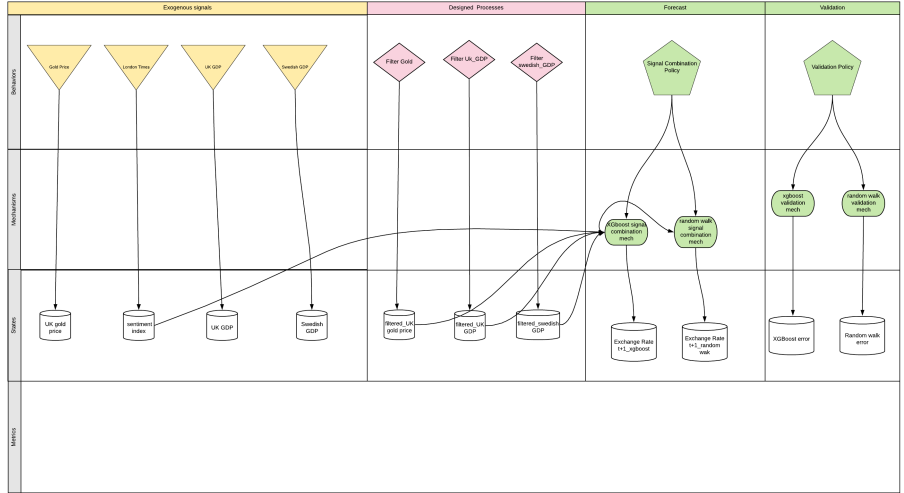 Exogenous signals
Designed Processes
Forecast
Validation
Behaviors
Gold Price
London Times
UK GDP
Swedish GDP
Filter Gold
Filter Uk_GDP
Filter
swedish_GDP
Signal Combination
Policy
Validation Policy
Mechanisms
XGboost signal
combination
mech
random walk
signal
combination
mech
xgboost
validation
mech
random walk
validation
mech
States
UK gold
price
sentiment
index
UK GDP
Swedish
GDP
filtered_UK
gold price
filtered_UK
GDP
filtered_swedish
GDP
Exchange Rate
t+1_xgboost
Exchange Rate
t+1_random
wak
XGBoost error
Random walk
error
Metrics